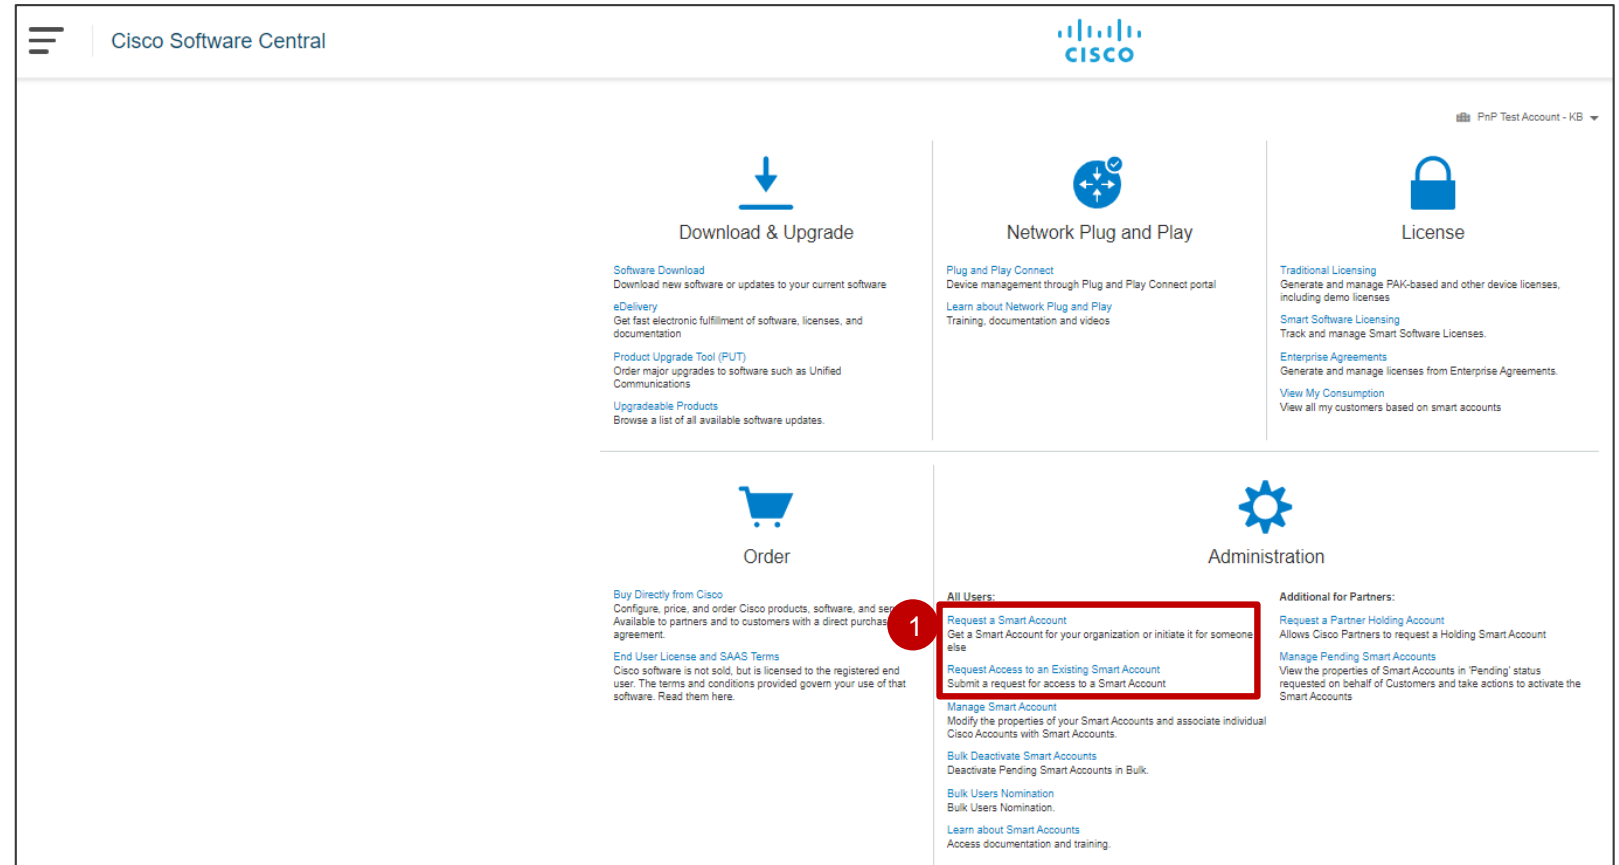 Cisco Software Central
CISCO
PnP Test Account - KB
Download & Upgrade
Software Download
Download new software or updates to your current software
eDelivery
Get fast electronic fulfillment of software, licenses, and
documentation
Product Upgrade Tool (PUT)
Order major upgrades to software such as Unified
Communications
Upgradeable Products
Browse a list of all available software updates.
Network Plug and Play
Plug and Play Connect
Device management through Plug and Play Connect portal
Learn about Network Plug and Play
Training, documentation and videos
License
Traditional Licensing
Generate and manage PAK-based and other device licenses,
including demo licenses
Smart Software Licensing
Track and manage Smart Software Licenses.
Enterprise Agreements
Generate and manage licenses from Enterprise Agreements.
View My Consumption
View all my customers based on smart accounts
Order
Buy Directly from Cisco
Configure, price, and order Cisco products, software, and
Available to partners and to customers with a direct
agreement.
End User License and SAAS Terms
Cisco software is not sold, but is licensed to the registered end
user. The terms and conditions provided govern your use of that
software. Read them here.
Administration
All Users:
1
Request a Smart Account
Get a Smart Account for your organization or initiate it for someone
else
Request Access to an Existing Smart Account
Submit a request for access to a Smart Account
Manage Smart Account
Modify the properties of your Smart Accounts and associate individual
Cisco Accounts with Smart Accounts.
Bulk Deactivate Smart Accounts
Deactivate Pending Smart Accounts in Bulk.
Bulk Users Nomination
Bulk Users Nomination.
Learn about Smart Accounts
Access documentation and training.
Additional for Partners:
Request a Partner Holding Account
Allows Cisco Partners to request a Holding Smart Account
Manage Pending Smart Accounts
View the properties of Smart Accounts in 'Pending' status
requested on behalf of Customers and take actions to activate the
Smart Accounts